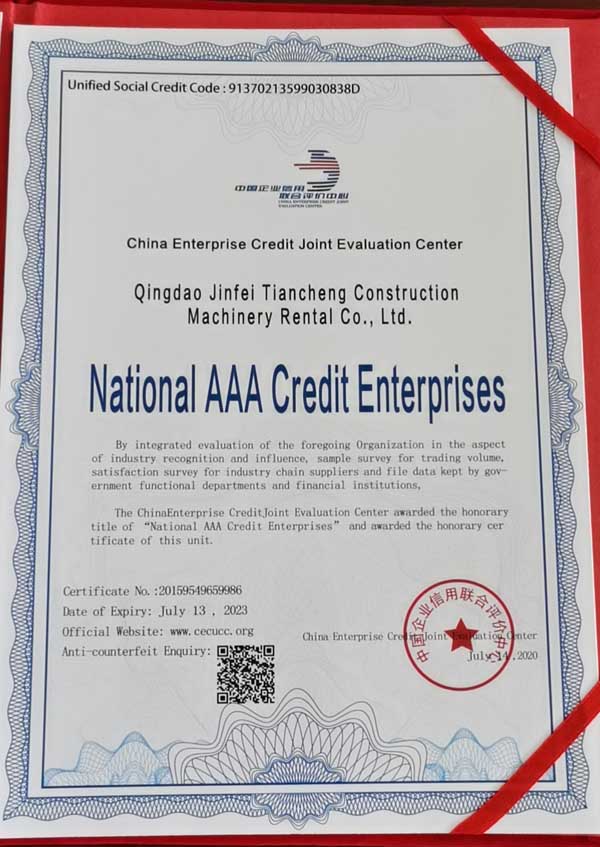 Unified Social Credit Code : 91370213599030838D
中国企业信用
联合评价中心
CHINA ENTERPRISE CREDIT JOINT
EVALUATION CENTER
China Enterprise Credit Joint Evaluation Center
Qingdao Jinfei Tiancheng Construction
Machinery Rental Co., Ltd.
National AAA Credit Enterprises
By integrated evaluation of the foregoing Organization in the aspect
of industry recognition and influence, sample survey for trading volume,
satisfaction survey for industry chain suppliers and file data kept by gov-
ernment functional departments and financial institutions,
The ChinaEnterprise CreditJoint Evaluation Center awarded the honorary
title of “National AAA Credit Enterprises” and awarded the honorary cer
tificate of this unit.
Certificate No.:20159549659986
Date of Expiry: July 13 , 2023
Official Website: www.cecucc.org
Anti-counterfeit Enquiry:
中国企业信用联合评价中心
China Enterprise Credit Joint Evaluation Center
July 14 ,2020